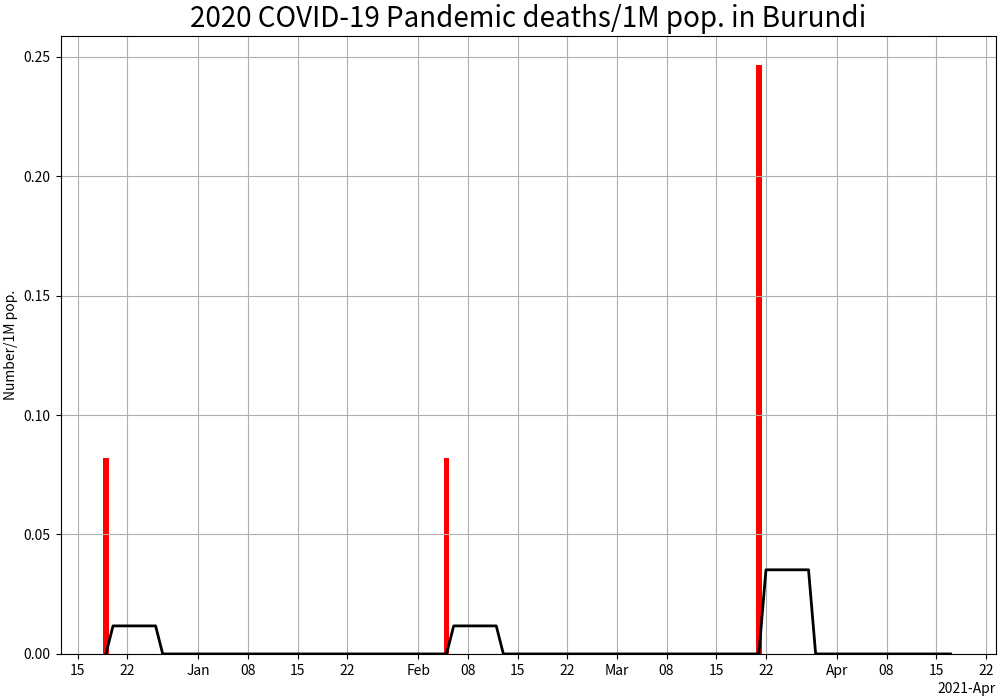 2020 COVID-19 Pandemic deaths/1M pop. in Burundi
Number/1M pop.
0.25
0.20
0.15
0.10
0.05
0.00
15 22 Jan 08 15 22 Feb 08 15 22 Mar 08 15 22 Apr 08 15 22
2021-Apr